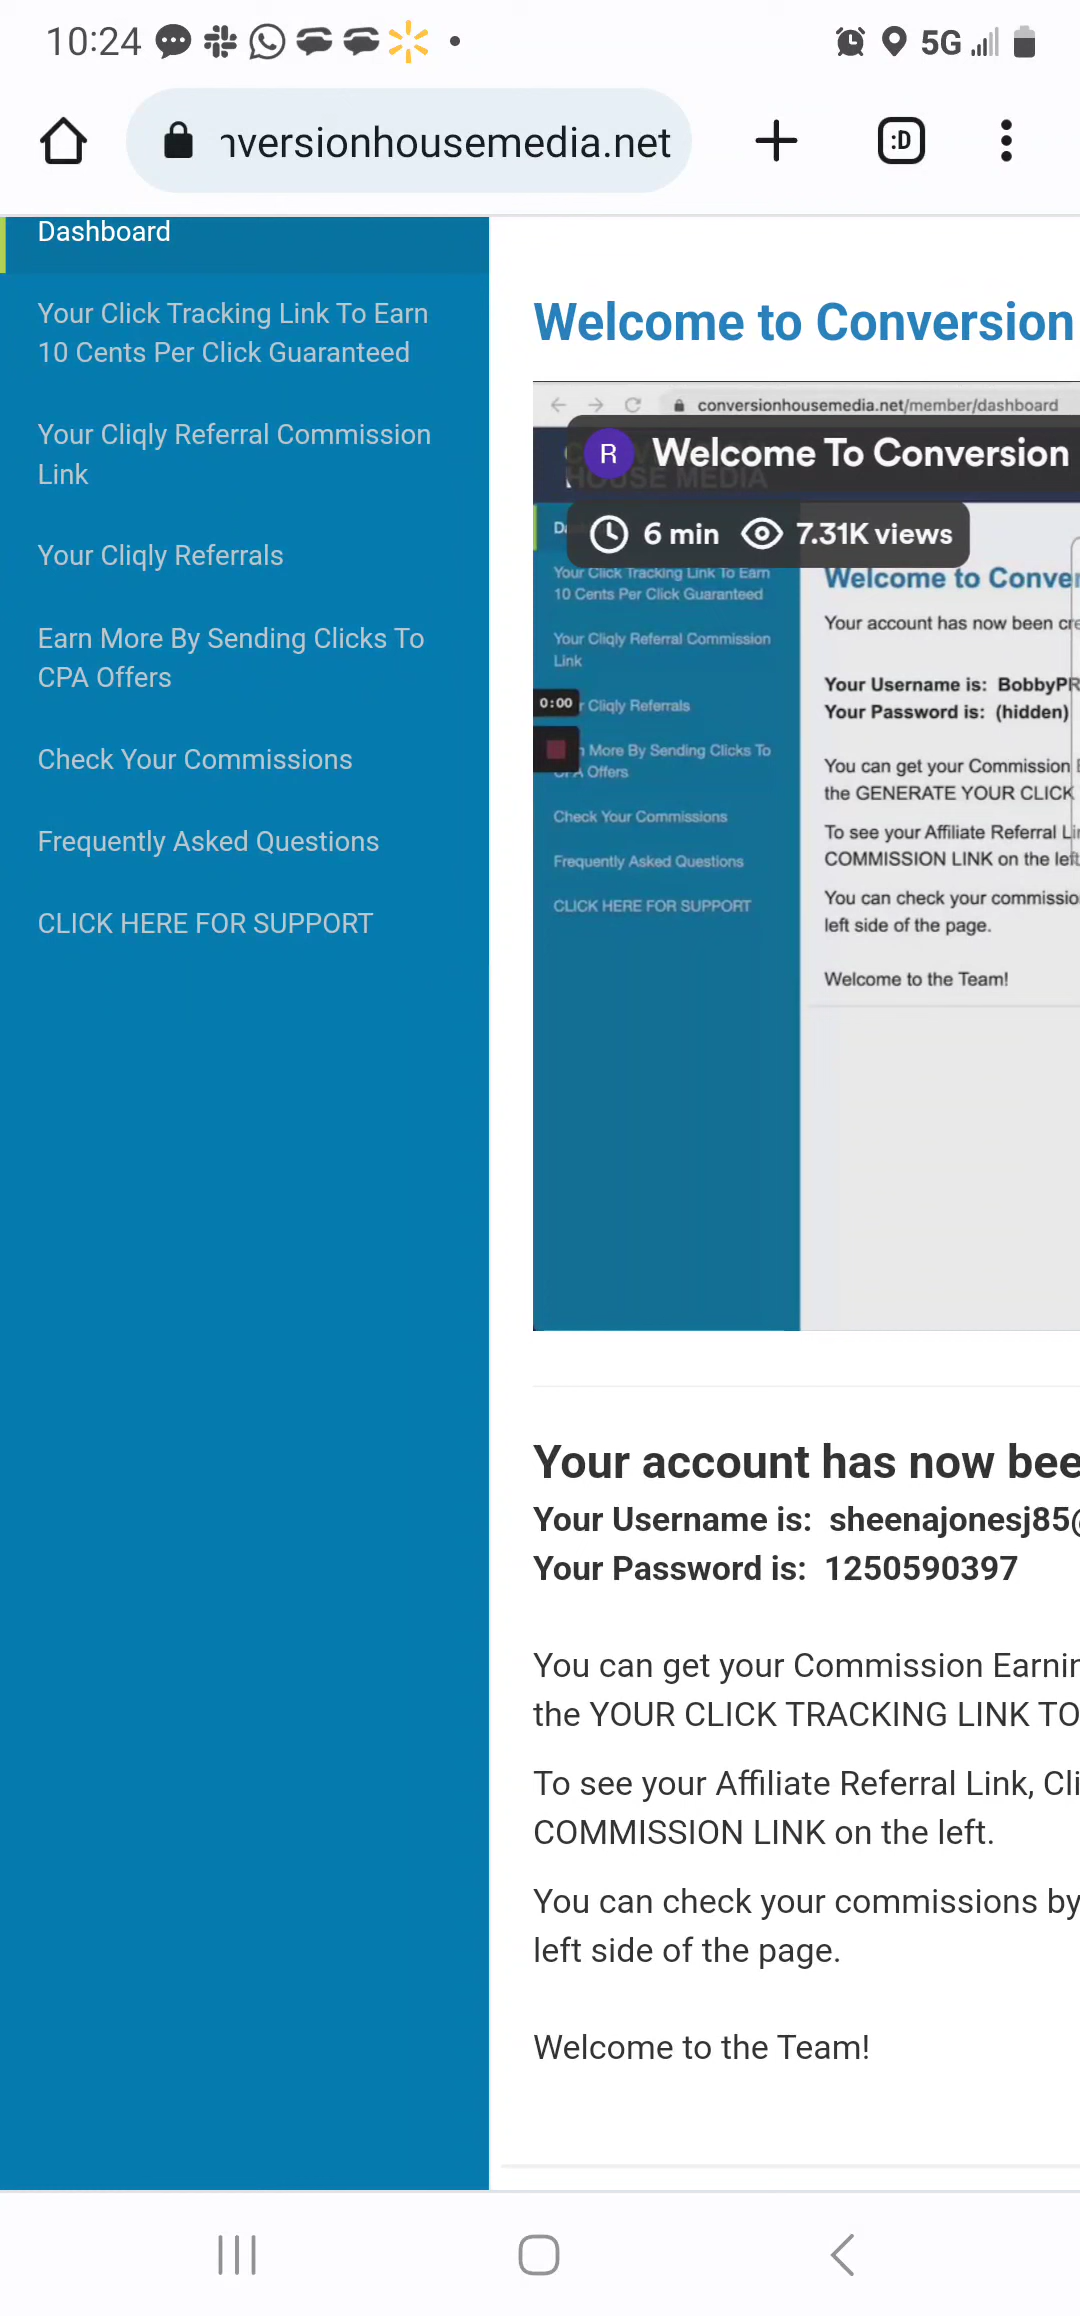 10:24
5G
nversionhousemedia.net
:D
Dashboard
Your Click Tracking Link To Earn
10 Cents Per Click Guaranteed
Your Cliqly Referral Commission
Link
Your Cliqly Referrals
Earn More By Sending Clicks To
CPA Offers
Check Your Commissions
Frequently Asked Questions
CLICK HERE FOR SUPPORT
Welcome to Conversion
conversionhousemedia.net/member/dashboard
R Welcome To Conversion
HOUSE MEDIA
6 min 7.31K views
Your Click Tracking Link To Earn
10 Cents Per Click Guaranteed
Your Cliqly Referral Commission
Link
0:00
r Cliqly Referrals
More By Sending Clicks To
CPA Offers
Check Your Commissions
Frequently Asked Questions
CLICK HERE FOR SUPPORT
Welcome to Conver
Your account has now been cre
Your Username is: BobbyPR
Your Password is: (hidden)
You can get your Commission E
the GENERATE YOUR CLICK
To see your Affiliate Referral Lin
COMMISSION LINK on the left
You can check your commissio
left side of the page.
Welcome to the Team!
Your account has now bee
Your Username is: sheenajonesj85@
Your Password is: 1250590397
You can get your Commission Earnin
the YOUR CLICK TRACKING LINK TO
To see your Affiliate Referral Link, Cli
COMMISSION LINK on the left.
You can check your commissions by
left side of the page.
Welcome to the Team!